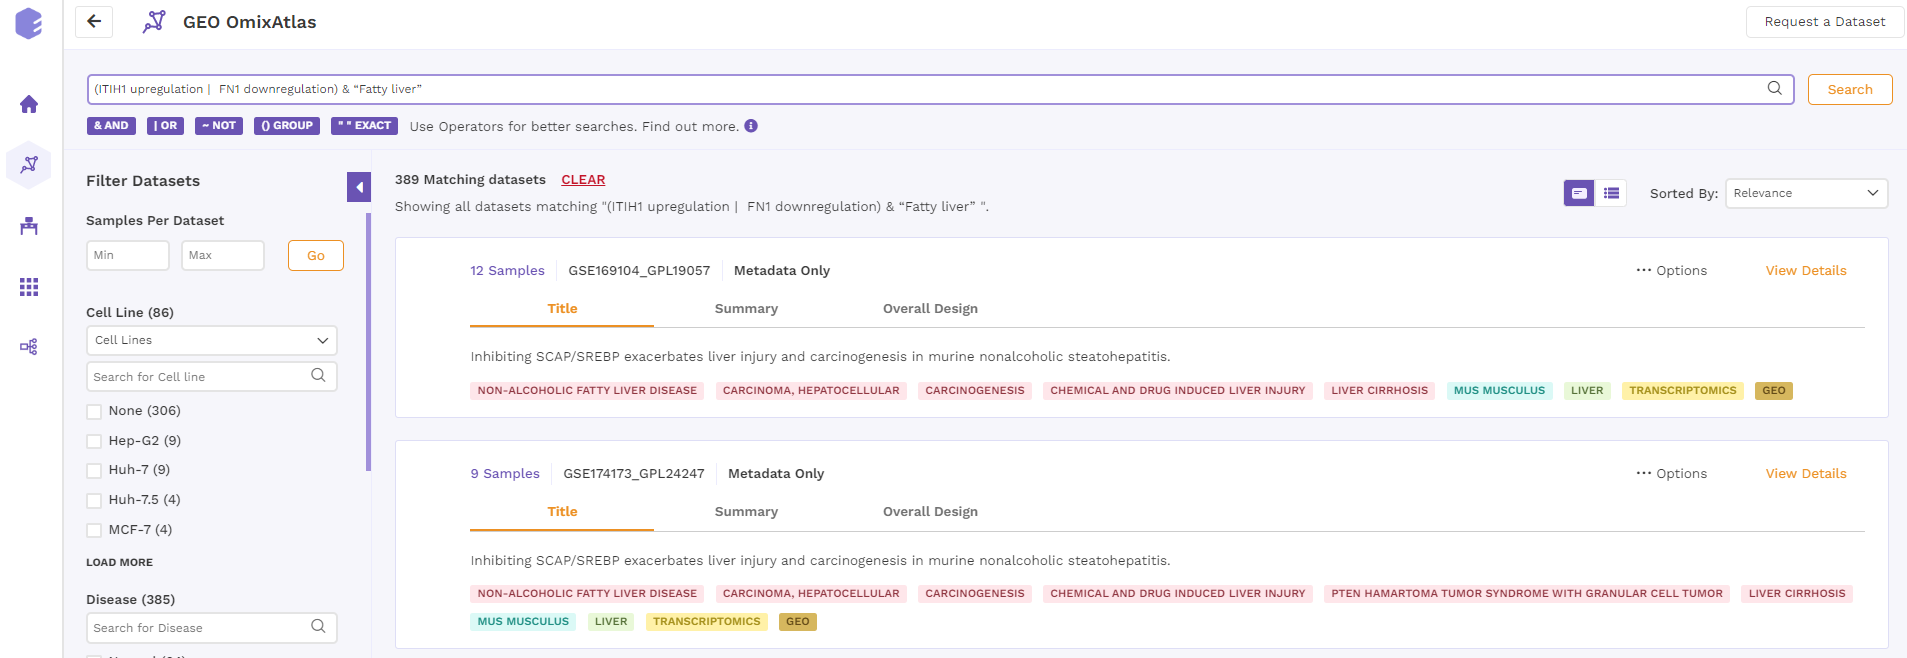 GEO OmixAtlas
Request a Dataset
(ITIH1 upregulation | FN1 downregulation) & “Fatty liver”
Search
& AND | OR ~ NOT () GROUP " " EXACT Use Operators for better searches. Find out more.
Filter Datasets
Samples Per Dataset
Min Max Go
Cell Line (86)
Cell Lines
Search for Cell line
None (306)
Hep-G2 (9)
Huh-7 (9)
Huh-7.5 (4)
MCF-7 (4)
LOAD MORE
Disease (385)
Search for Disease
389 Matching datasets CLEAR
Showing all datasets matching "(ITIH1 upregulation | FN1 downregulation) & “Fatty liver” ".
Sorted By: Relevance
12 Samples GSE169104_GPL19057 Metadata Only ••• Options View Details
Title Summary Overall Design
Inhibiting SCAP/SREBP exacerbates liver injury and carcinogenesis in murine nonalcoholic steatohepatitis.
NON-ALCOHOLIC FATTY LIVER DISEASE CARCINOMA, HEPATOCELLULAR CARCINOGENESIS CHEMICAL AND DRUG INDUCED LIVER INJURY LIVER CIRRHOSIS MUS MUSCULUS LIVER TRANSCRIPTOMICS GEO
9 Samples GSE174173_GPL24247 Metadata Only ••• Options View Details
Title Summary Overall Design
Inhibiting SCAP/SREBP exacerbates liver injury and carcinogenesis in murine nonalcoholic steatohepatitis.
NON-ALCOHOLIC FATTY LIVER DISEASE CARCINOMA, HEPATOCELLULAR CARCINOGENESIS CHEMICAL AND DRUG INDUCED LIVER INJURY PTEN HAMARTOMA TUMOR SYNDROME WITH GRANULAR CELL TUMOR LIVER CIRRHOSIS
MUS MUSCULUS LIVER TRANSCRIPTOMICS GEO